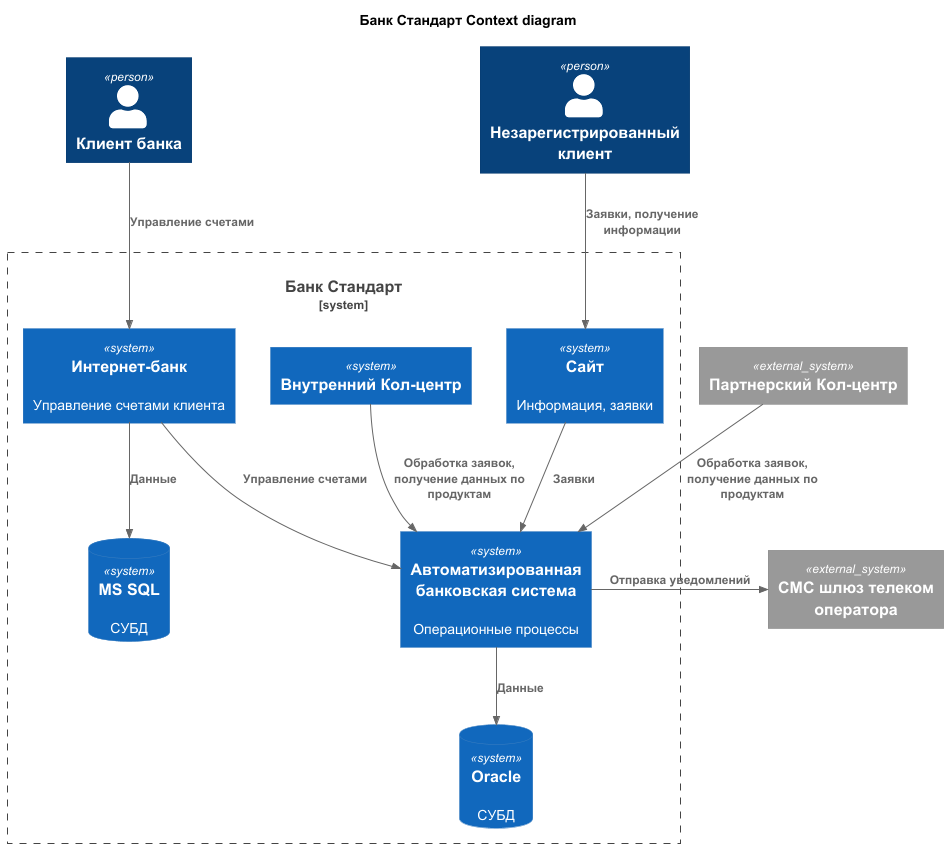 Банк Стандарт Context diagram
«person»
Клиент банка
«person»
Незарегистрированный
клиент
Управление счетами
Заявки, получение
информации
Банк Стандарт
[system]
«system»
Интернет-банк
Управление счетами клиента
«system»
Внутренний Кол-центр
«system»
Сайт
Информация, заявки
«external_system»
Партнерский Кол-центр
Данные
Управление счетами
Обработка заявок,
получение данных по
продуктам
Заявки
Обработка заявок,
получение данных по
продуктам
«system»
MS SQL
СУБД
«system»
Автоматизированная
банковская система
Операционные процессы
Отправка уведомлений
«external_system»
СМС шлюз телеком
оператора
Данные
«system»
Oracle
СУБД